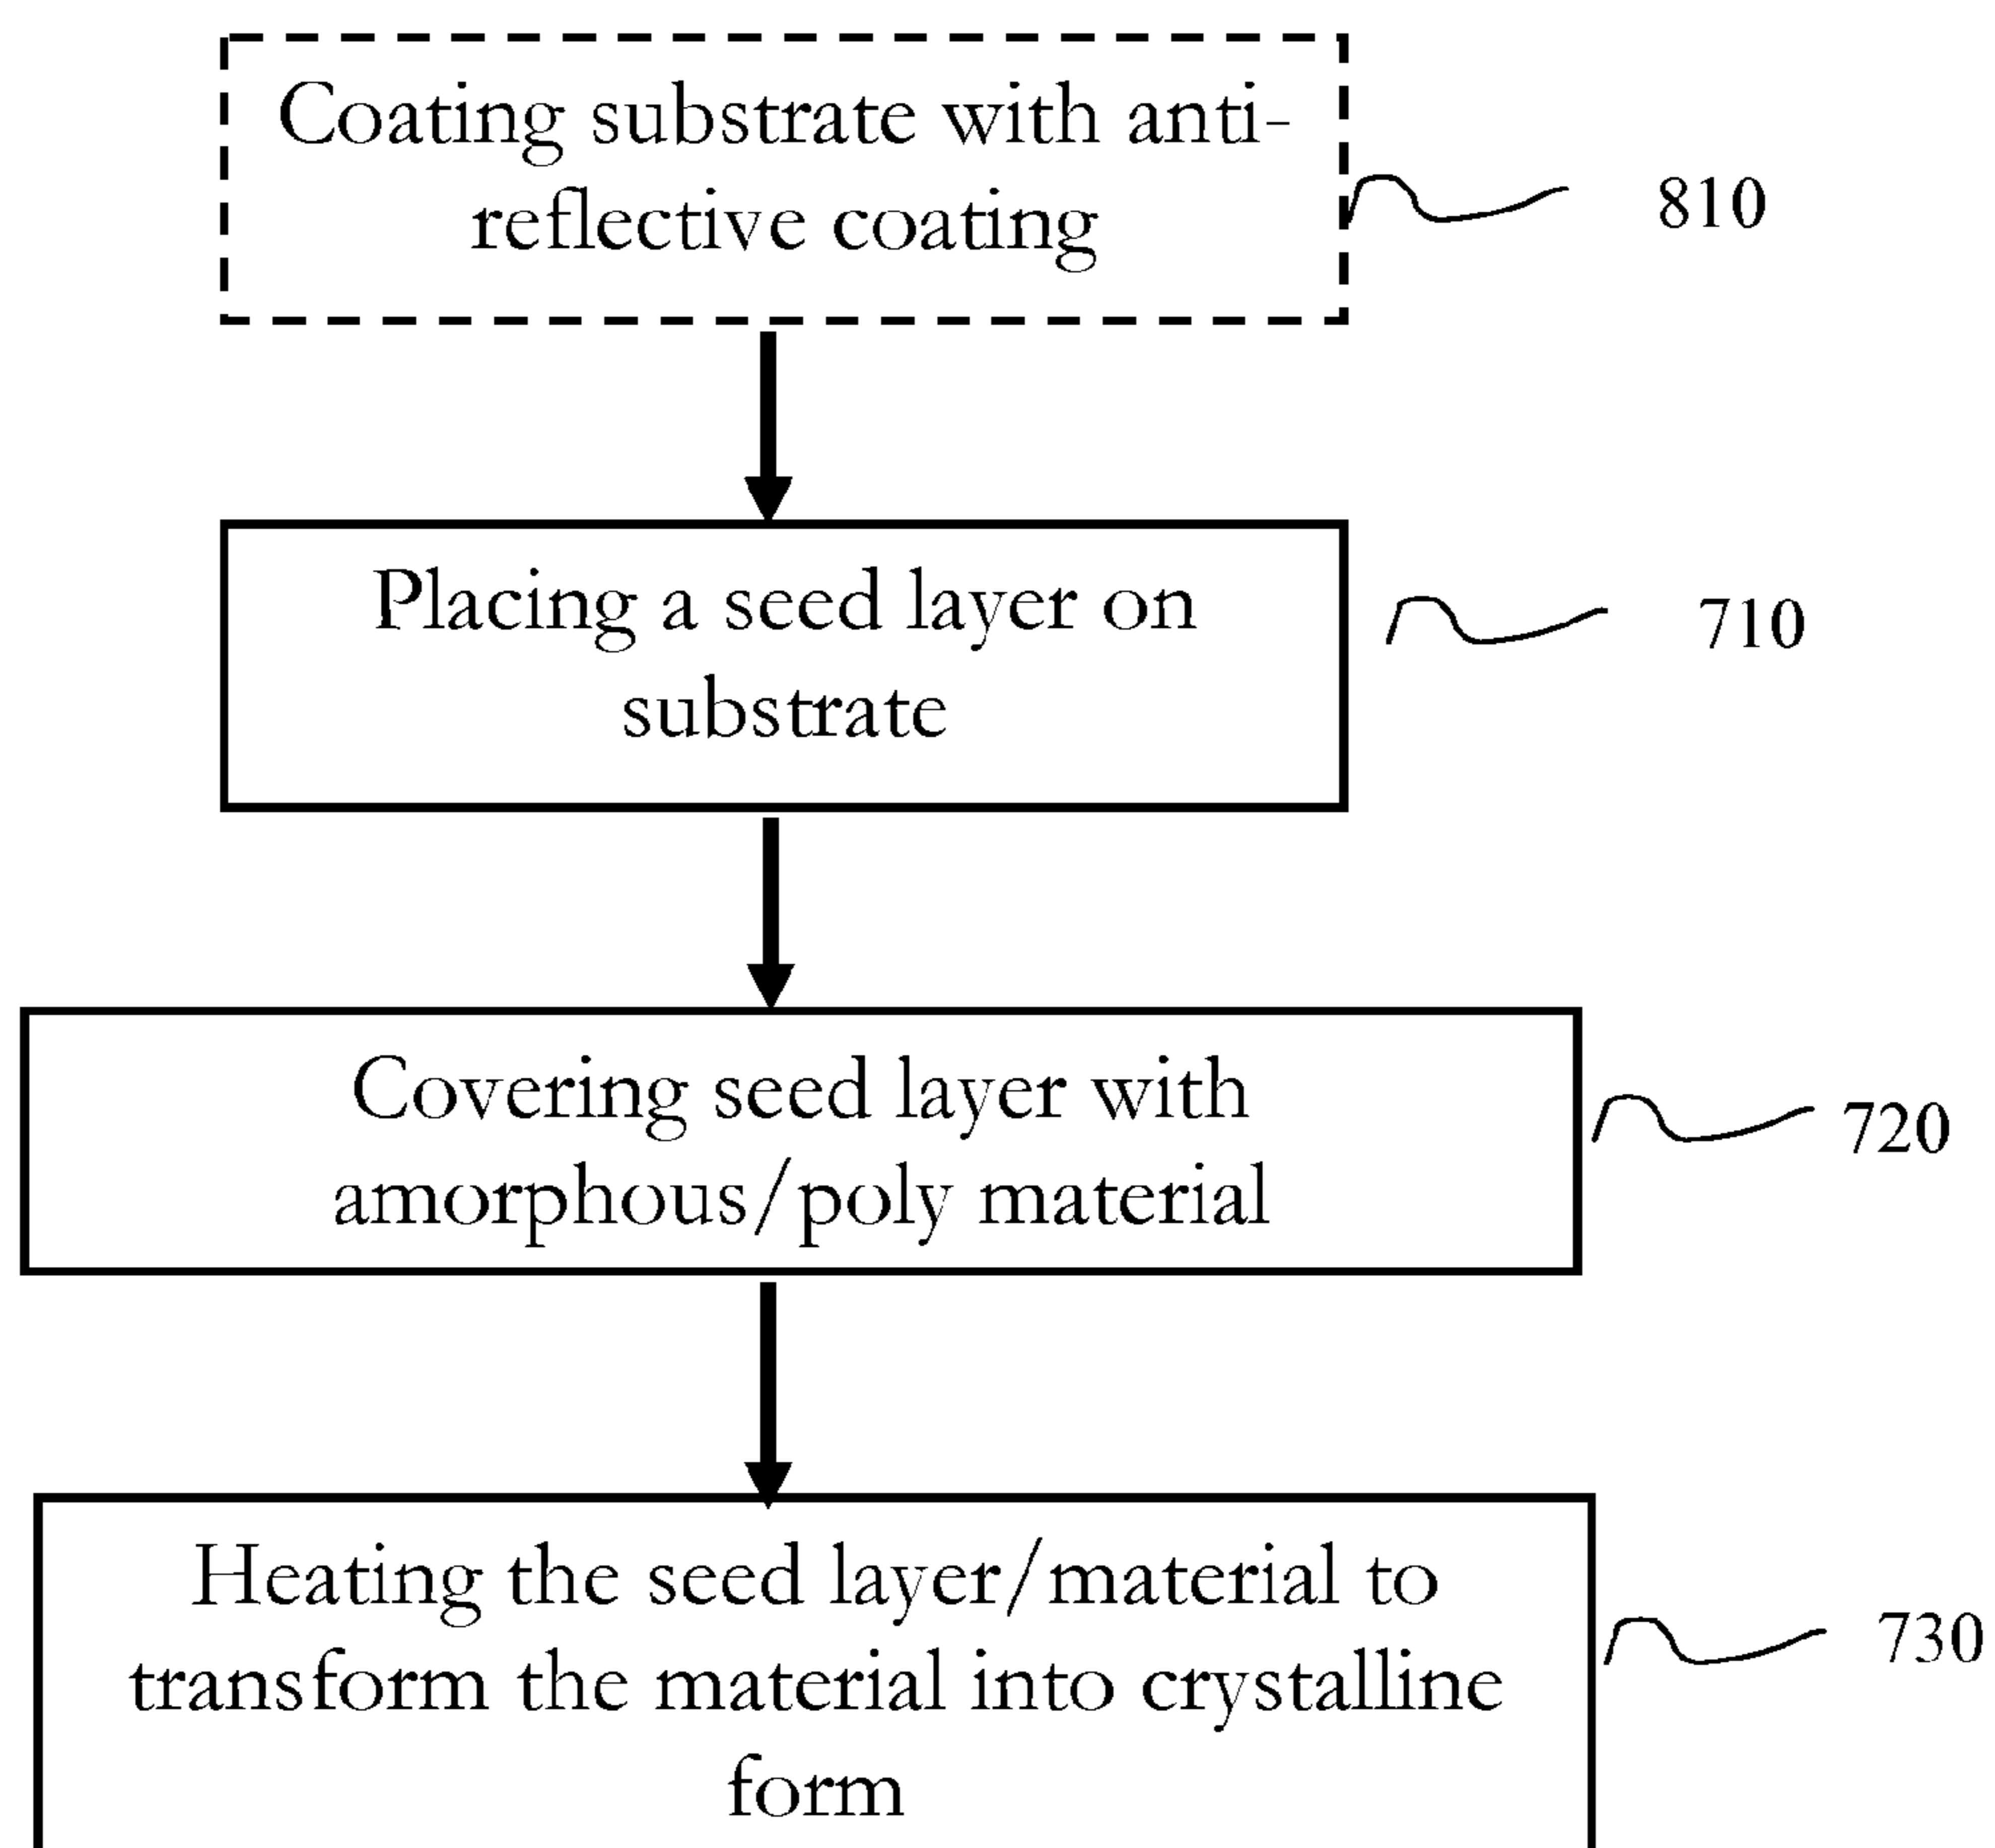 Coating substrate with anti-
reflective coating
810
Placing a seed layer on
substrate
710
Covering seed layer with
amorphous/poly material
720
Heating the seed layer/material to
transform the material into crystalline
form
730